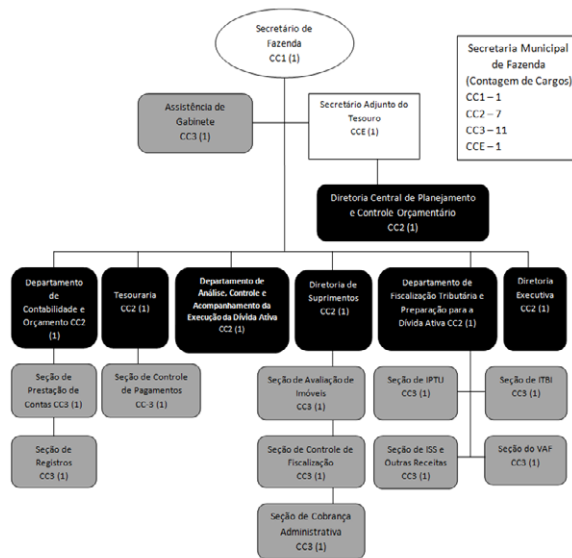 Secretário de
Fazenda
CC1 (1)
Secretaria Municipal
de Fazenda
(Contagem de Cargos)
CC1 – 1
CC2 – 7
CC3 – 11
CCE – 1
Assistência de
Gabinete
CC3 (1)
Secretário Adjunto do
Tesouro
CCE (1)
Diretoria Central de Planejamento
e Controle Orçamentário
CC2 (1)
Departamento
de
Contabilidade e
Orçamento CC2
(1)
Tesouraria
CC2 (1)
Departamento da
Análise, Controle e
Acompanhamento da
Execução da Dívida Ativa
CC2 (1)
Diretoria de
Suprimentos
CC2 (1)
Departamento de
Fiscalização Tributária e
Preparação para a
Dívida Ativa CC2 (1)
Diretoria
Executiva
CC2 (1)
Seção de
Prestação de
Contas CC3 (1)
Seção de Controle
de Pagamentos
CC-3 (1)
Seção de Avaliação de
Imóveis
CC3 (1)
Seção de IPTU
CC3 (1)
Seção de ITBI
CC3 (1)
Seção de
Registros
CC3 (1)
Seção de Controle de
Fiscalização
CC3 (1)
Seção de ISS e
Outras Receitas
CC3 (1)
Seção do VAF
CC3 (1)
Seção de Cobrança
Administrativa
CC3 (1)